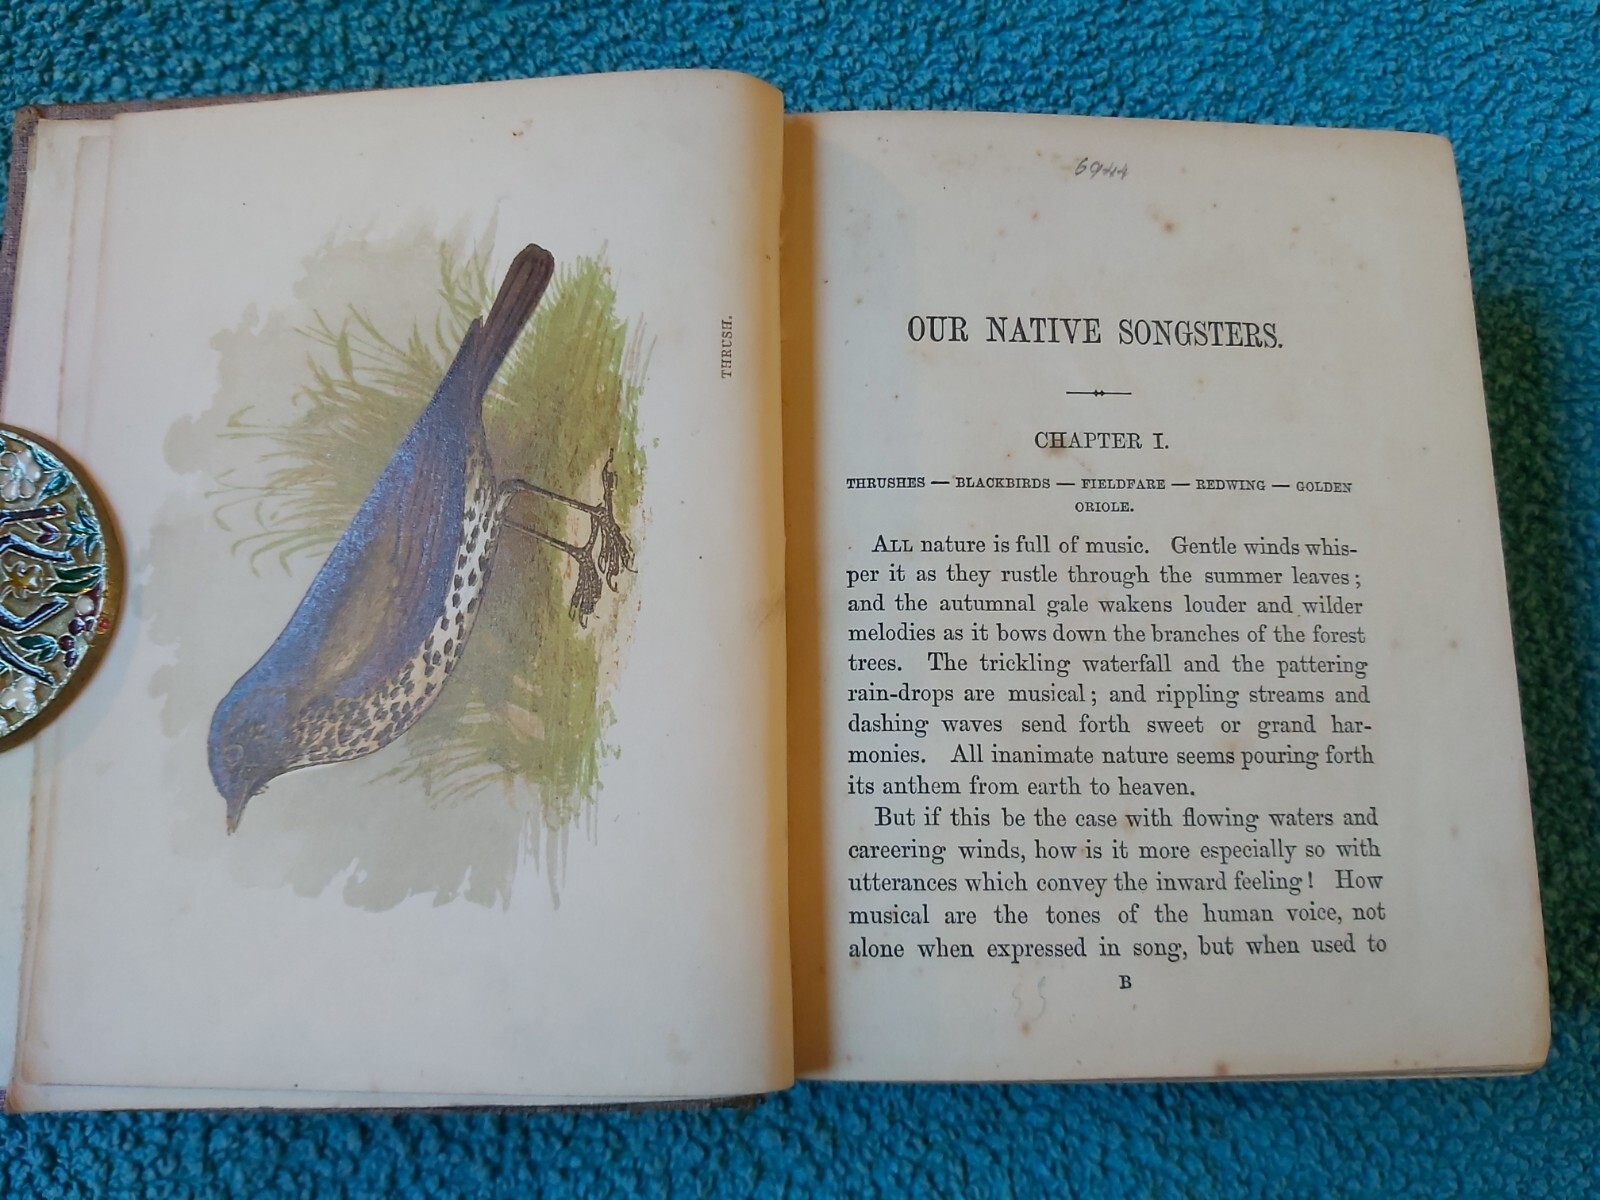 THRUSH.
6944
OUR NATIVE SONGSTERS.
CHAPTER I.
THRUSHES — BLACKBIRDS — FIELDFARE — REDWING — GOLDEN
ORIOLE.
ALL nature is full of music. Gentle winds whis-
per it as they rustle through the summer leaves;
and the autumnal gale wakens louder and wilder
melodies as it bows down the branches of the forest
trees. The trickling waterfall and the pattering
rain-drops are musical; and rippling streams and
dashing waves send forth sweet or grand har-
monies. All inanimate nature seems pouring forth
its anthem from earth to heaven.
But if this be the case with flowing waters and
careering winds, how is it more especially so with
utterances which convey the inward feeling! How
musical are the tones of the human voice, not
alone when expressed in song, but when used to
B